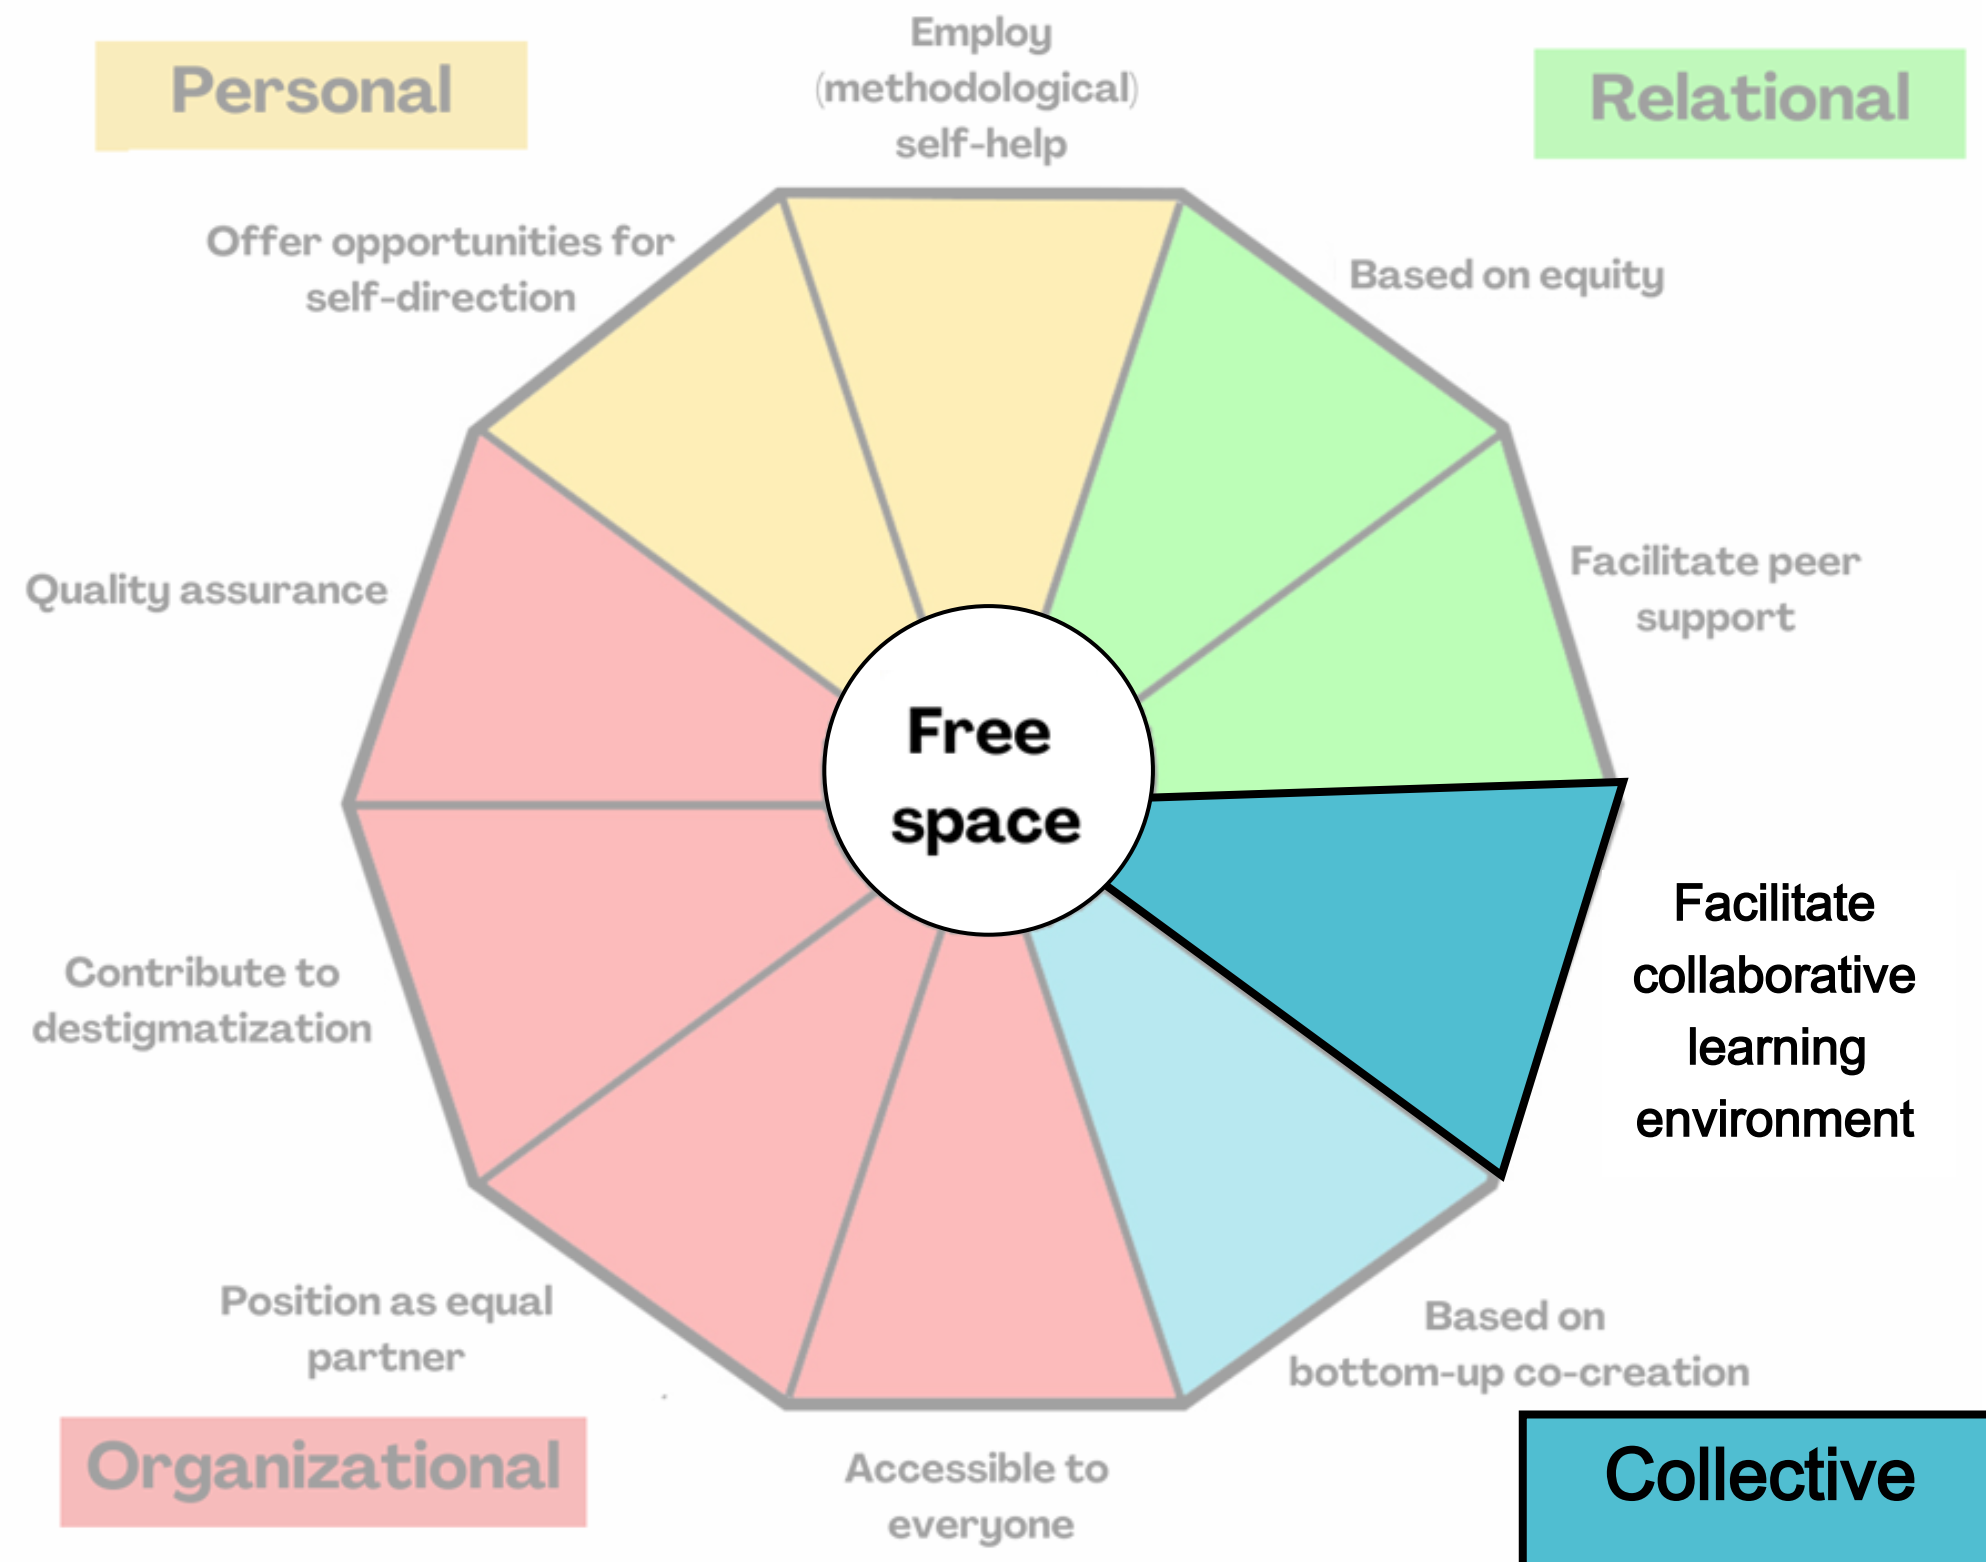 Employ
(methodological)
self-help
Personal
Relational
Offer opportunities for
self-direction
Based on equity
Quality assurance
Facilitate peer
support
Free
space
Facilitate
collaborative
learning
environment
Contribute to
destigmatization
Position as equal
partner
Based on
bottom-up co-creation
Organizational
Accessible to
everyone
Collective